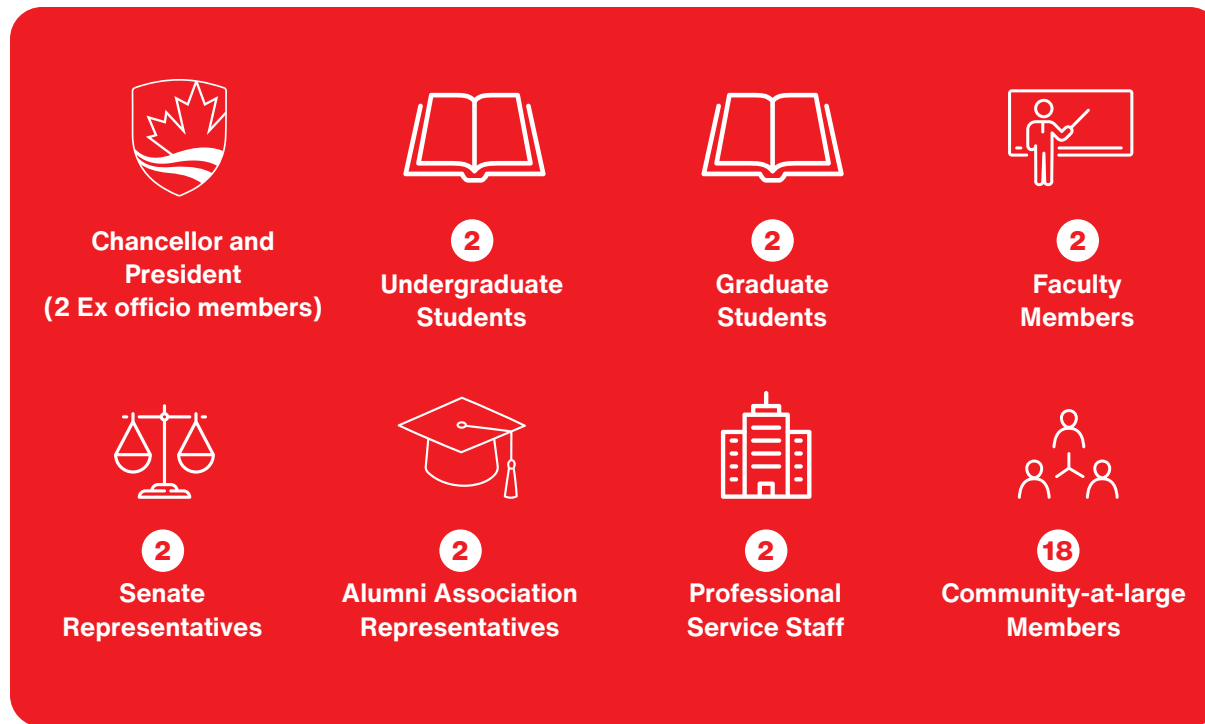 Chancellor and
President
(2 Ex officio members)
2
Undergraduate
Students
2
Graduate
Students
2
Faculty
Members
2
Senate
Representatives
2
Alumni Association
Representatives
2
Professional
Service Staff
18
Community-at-large
Members